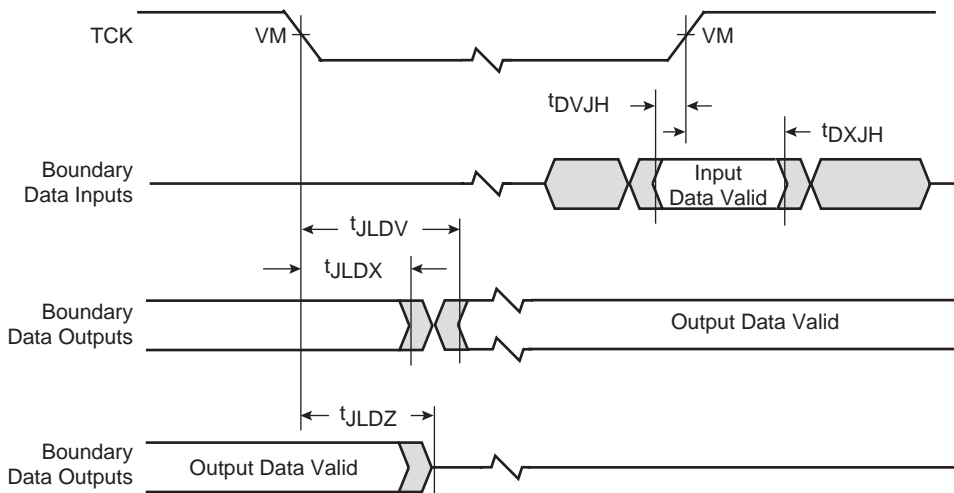 TCK
VM
VM
tDVJH
tDXJH
Boundary
Data Inputs
Input
Data Valid
tJLDV
tJLDX
Boundary
Data Outputs
Output Data Valid
tJLDZ
Boundary
Data Outputs
Output Data Valid